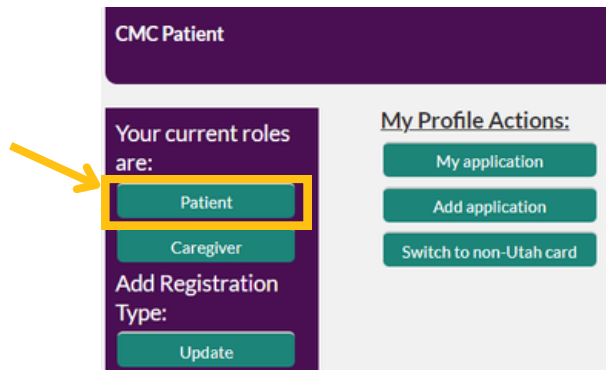 CMC Patient
Your current roles
are:
Patient
Caregiver
Add Registration
Type:
Update
My Profile Actions:
My application
Add application
Switch to non-Utah card